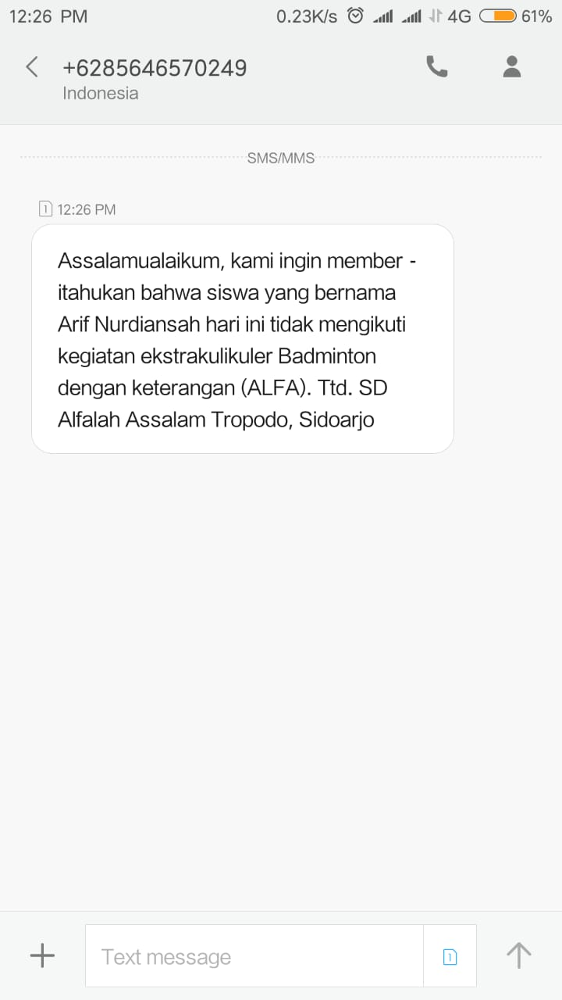 12:26 PM 0.23K/s 4G 61%
+6285646570249
Indonesia
SMS/MMS
1 12:26 PM
Assalamualaikum, kami ingin member -
itahukan bahwa siswa yang bernama
Arif Nurdiansah hari ini tidak mengikuti
kegiatan ekstrakulikuler Badminton
dengan keterangan (ALFA). Ttd. SD
Alfalah Assalam Tropodo, Sidoarjo
Text message 1